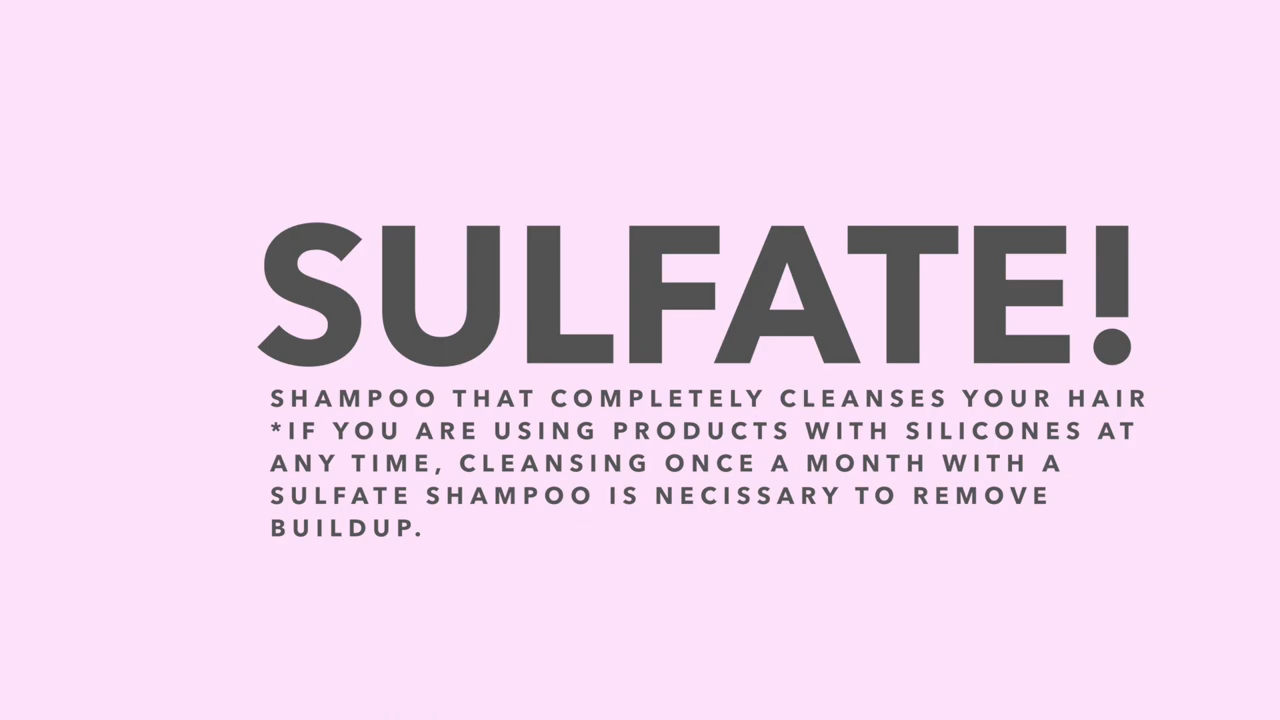 SULFATE!
SHAMPOO THAT COMPLETELY CLEANSES YOUR HAIR
*IF YOU ARE USING PRODUCTS WITH SILICONES AT
ANY TIME, CLEANSING ONCE A MONTH WITH A
SULFATE SHAMPOO IS NECISSARY TO REMOVE
BUILDUP.